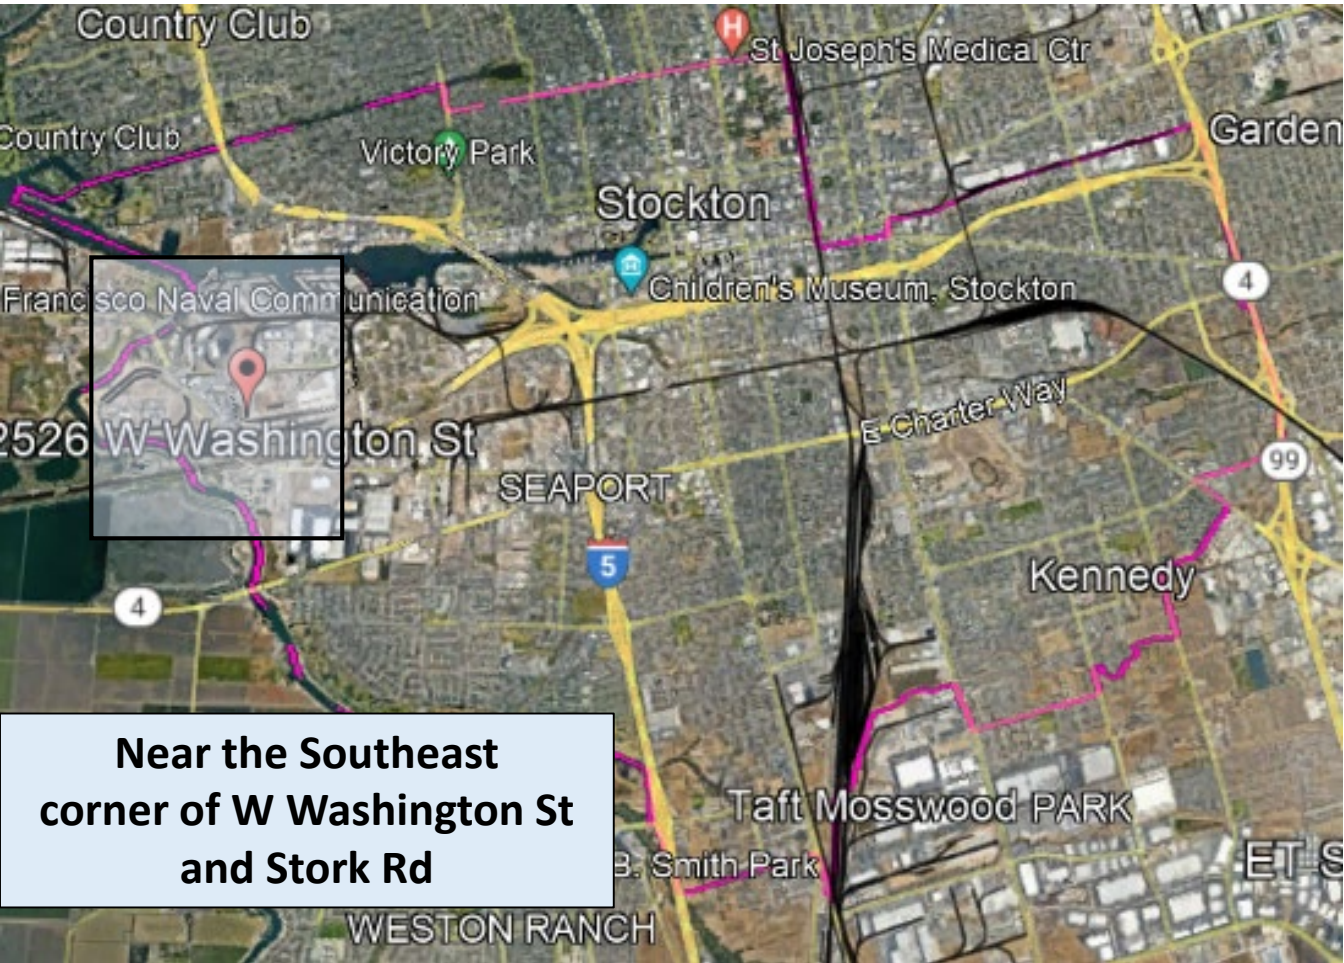 Country Club
H
St Joseph's Medical Ctr
Country Club
Victory Park
Garden
Stockton
Children's Museum, Stockton
4
Francisco Naval Communication
E Charter Way
2526 W Washington St
99
SEAPORT
5
Kennedy
4
Near the Southeast
corner of W Washington St
and Stork Rd
Taft Mosswood PARK
B. Smith Park
ET S
WESTON RANCH